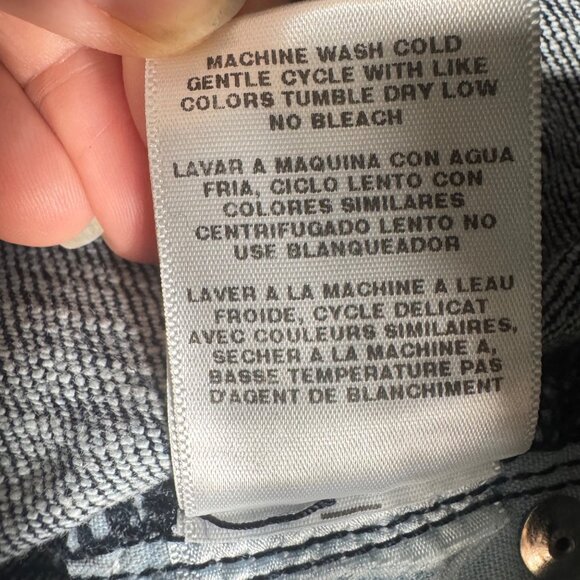 MACHINE WASH COLD
GENTLE CYCLE WITH LIKE
COLORS TUMBLE DRY LOW
NO BLEACH
LAVAR A MAQUINA CON AGUA
FRIA, CICLO LENTO CON
COLORES SIMILARES
CENTRIFUGADO LENTO NO
USE BLANQUEADOR
LAVER A LA MACHINE A LEAU
FROIDE, CYCLE DELICAT
AVEC COULEURS SIMILAIRES,
SECHER A LA MACHINE A,
BASSE TEMPERATURE PAS
D'AGENT DE BLANCHIMENT